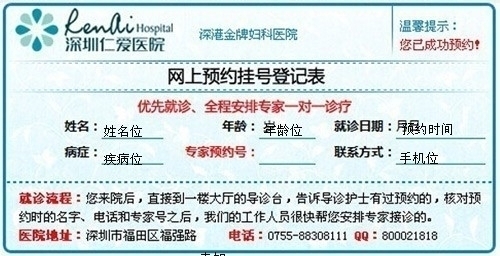 RenAi Hospital
深圳仁爱医院
深港金牌妇科医院
温馨提示：
您已成功预约！
网上预约挂号登记表
优先就诊、全程安排专家一对一诊疗
姓名： 姓名位 年龄： 年龄位 就诊日期： 预约时间
病症： 疾病位 专家预约号： 联系方式： 手机位
就诊流程： 您来院后，直接到一楼大厅的导诊台，告诉导诊护士有过预约的，核对预
约时的名字、电话和专家号之后，我们的工作人员很快帮您安排专家接诊的。
医院地址： 深圳市福田区福强路 电话：0755-88308111 QQ：800021818